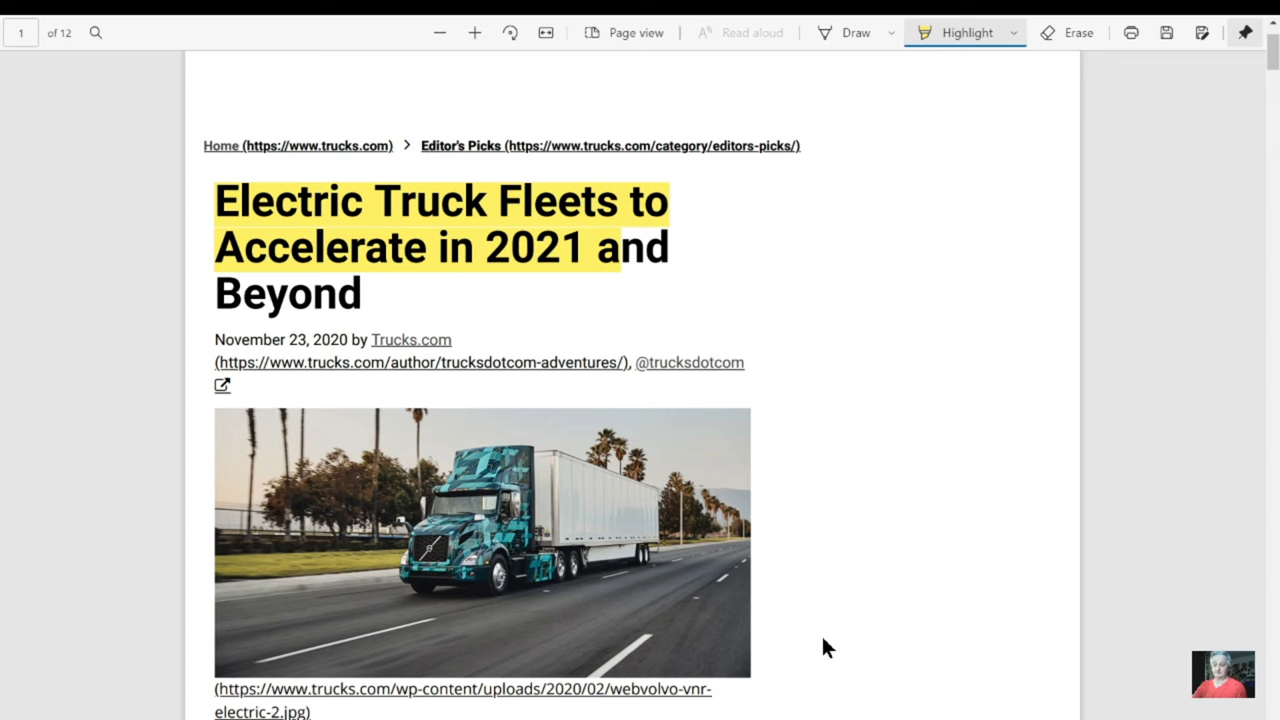 1 of 12 Page view Read aloud Draw Highlight Erase
Home (https://www.trucks.com) > Editor's Picks (https://www.trucks.com/category/editors-picks/)
Electric Truck Fleets to
Accelerate in 2021 and
Beyond
November 23, 2020 by Trucks.com
(https://www.trucks.com/author/trucksdotcom-adventures/), @trucksdotcom
(https://www.trucks.com/wp-content/uploads/2020/02/webvolvo-vnr-
electric-2.jpg)